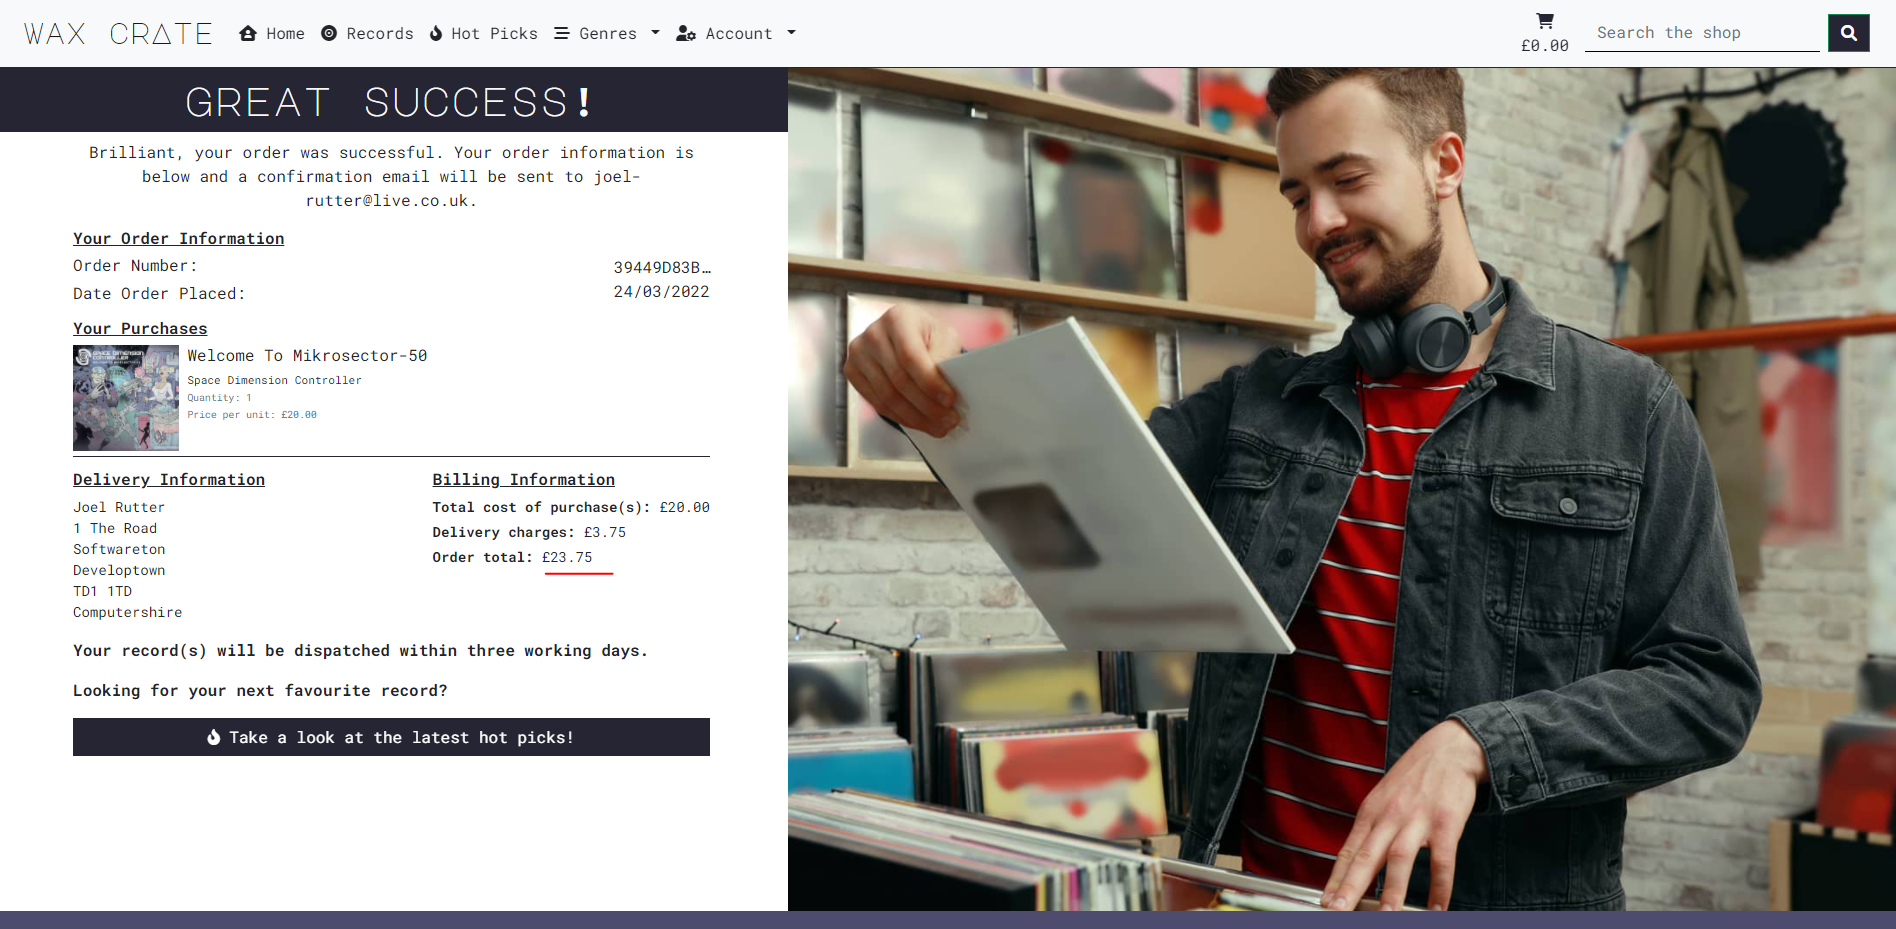 WAX CRATE
Home
Records
Hot Picks
Genres
Account
£0.00
Search the shop
GREAT SUCCESS!
Brilliant, your order was successful. Your order information is
below and a confirmation email will be sent to joel-
rutter@live.co.uk.
Your Order Information
Order Number: 39449D83B…
Date Order Placed: 24/03/2022
Your Purchases
SPACE DIMENSION
CONTROLLER
Welcome To Mikrosector-50
Space Dimension Controller
Quantity: 1
Price per unit: £20.00
Delivery Information
Joel Rutter
1 The Road
Softwareton
Developtown
TD1 1TD
Computershire
Billing Information
Total cost of purchase(s): £20.00
Delivery charges: £3.75
Order total: £23.75
Your record(s) will be dispatched within three working days.
Looking for your next favourite record?
Take a look at the latest hot picks!